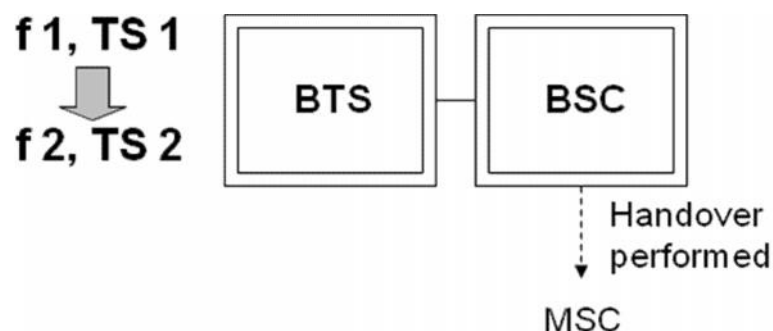 f 1, TS 1
f 2, TS 2
BTS
BSC
Handover
performed
MSC